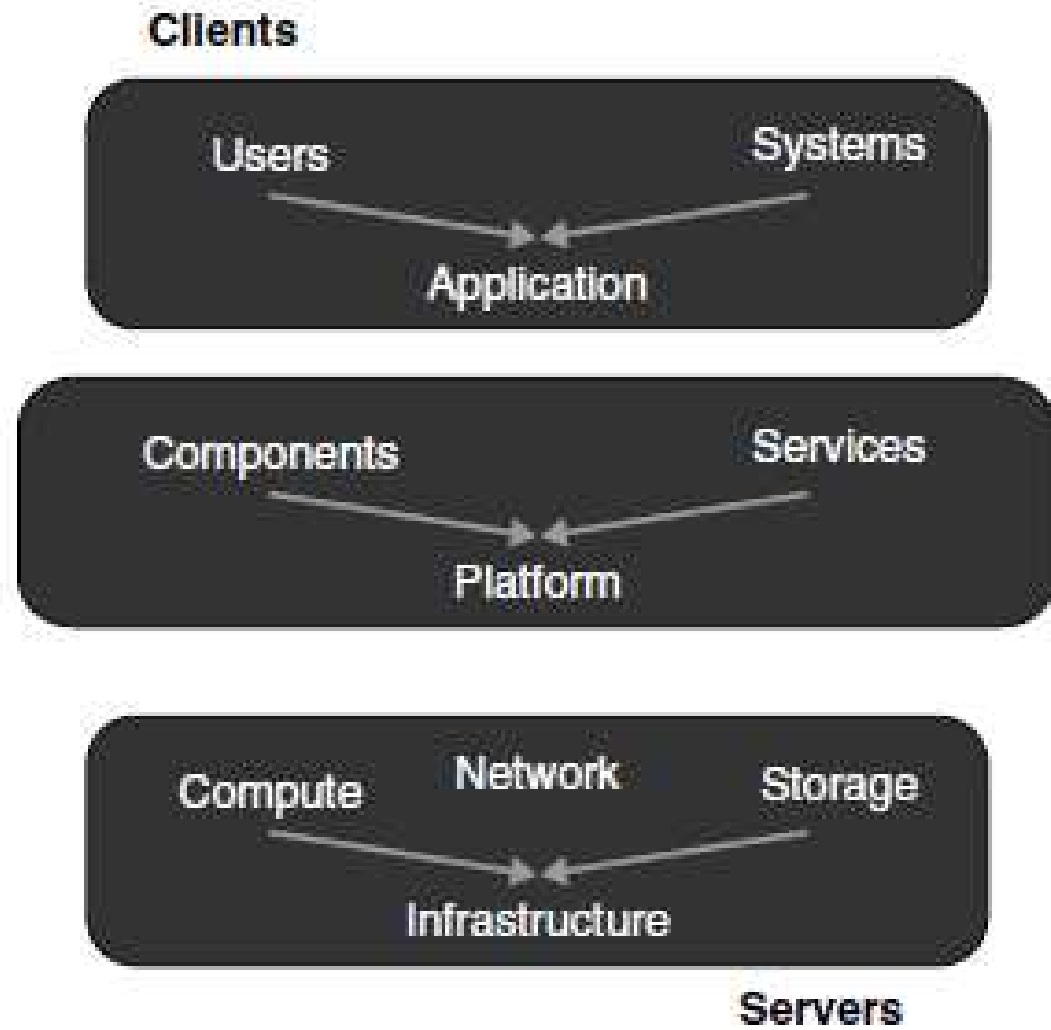 Clients
Users Systems
Application
Components Services
Platform
Compute Network Storage
Infrastructure
Servers